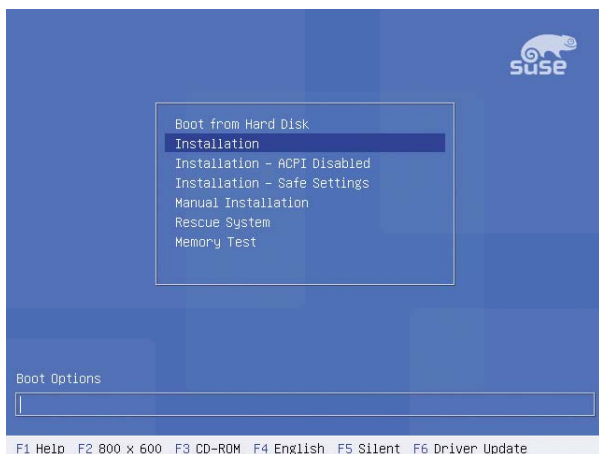 suse
Boot from Hard Disk
Installation
Installation - ACPI Disabled
Installation - Safe Settings
Manual Installation
Rescue System
Memory Test
Boot Options
F1 Help F2 800 x 600 F3 CD-ROM F4 English F5 Silent F6 Driver Update